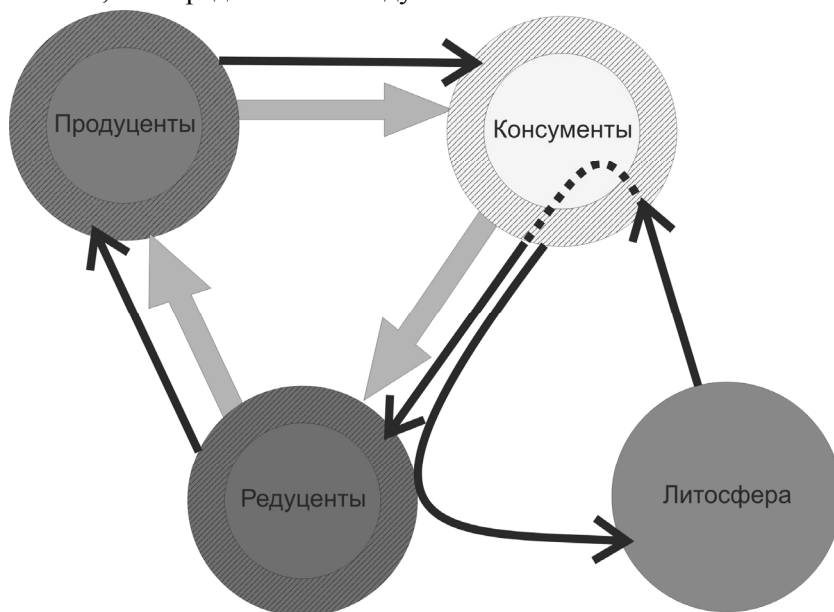 Продуценты
Консументы
Редуценты
Литосфера